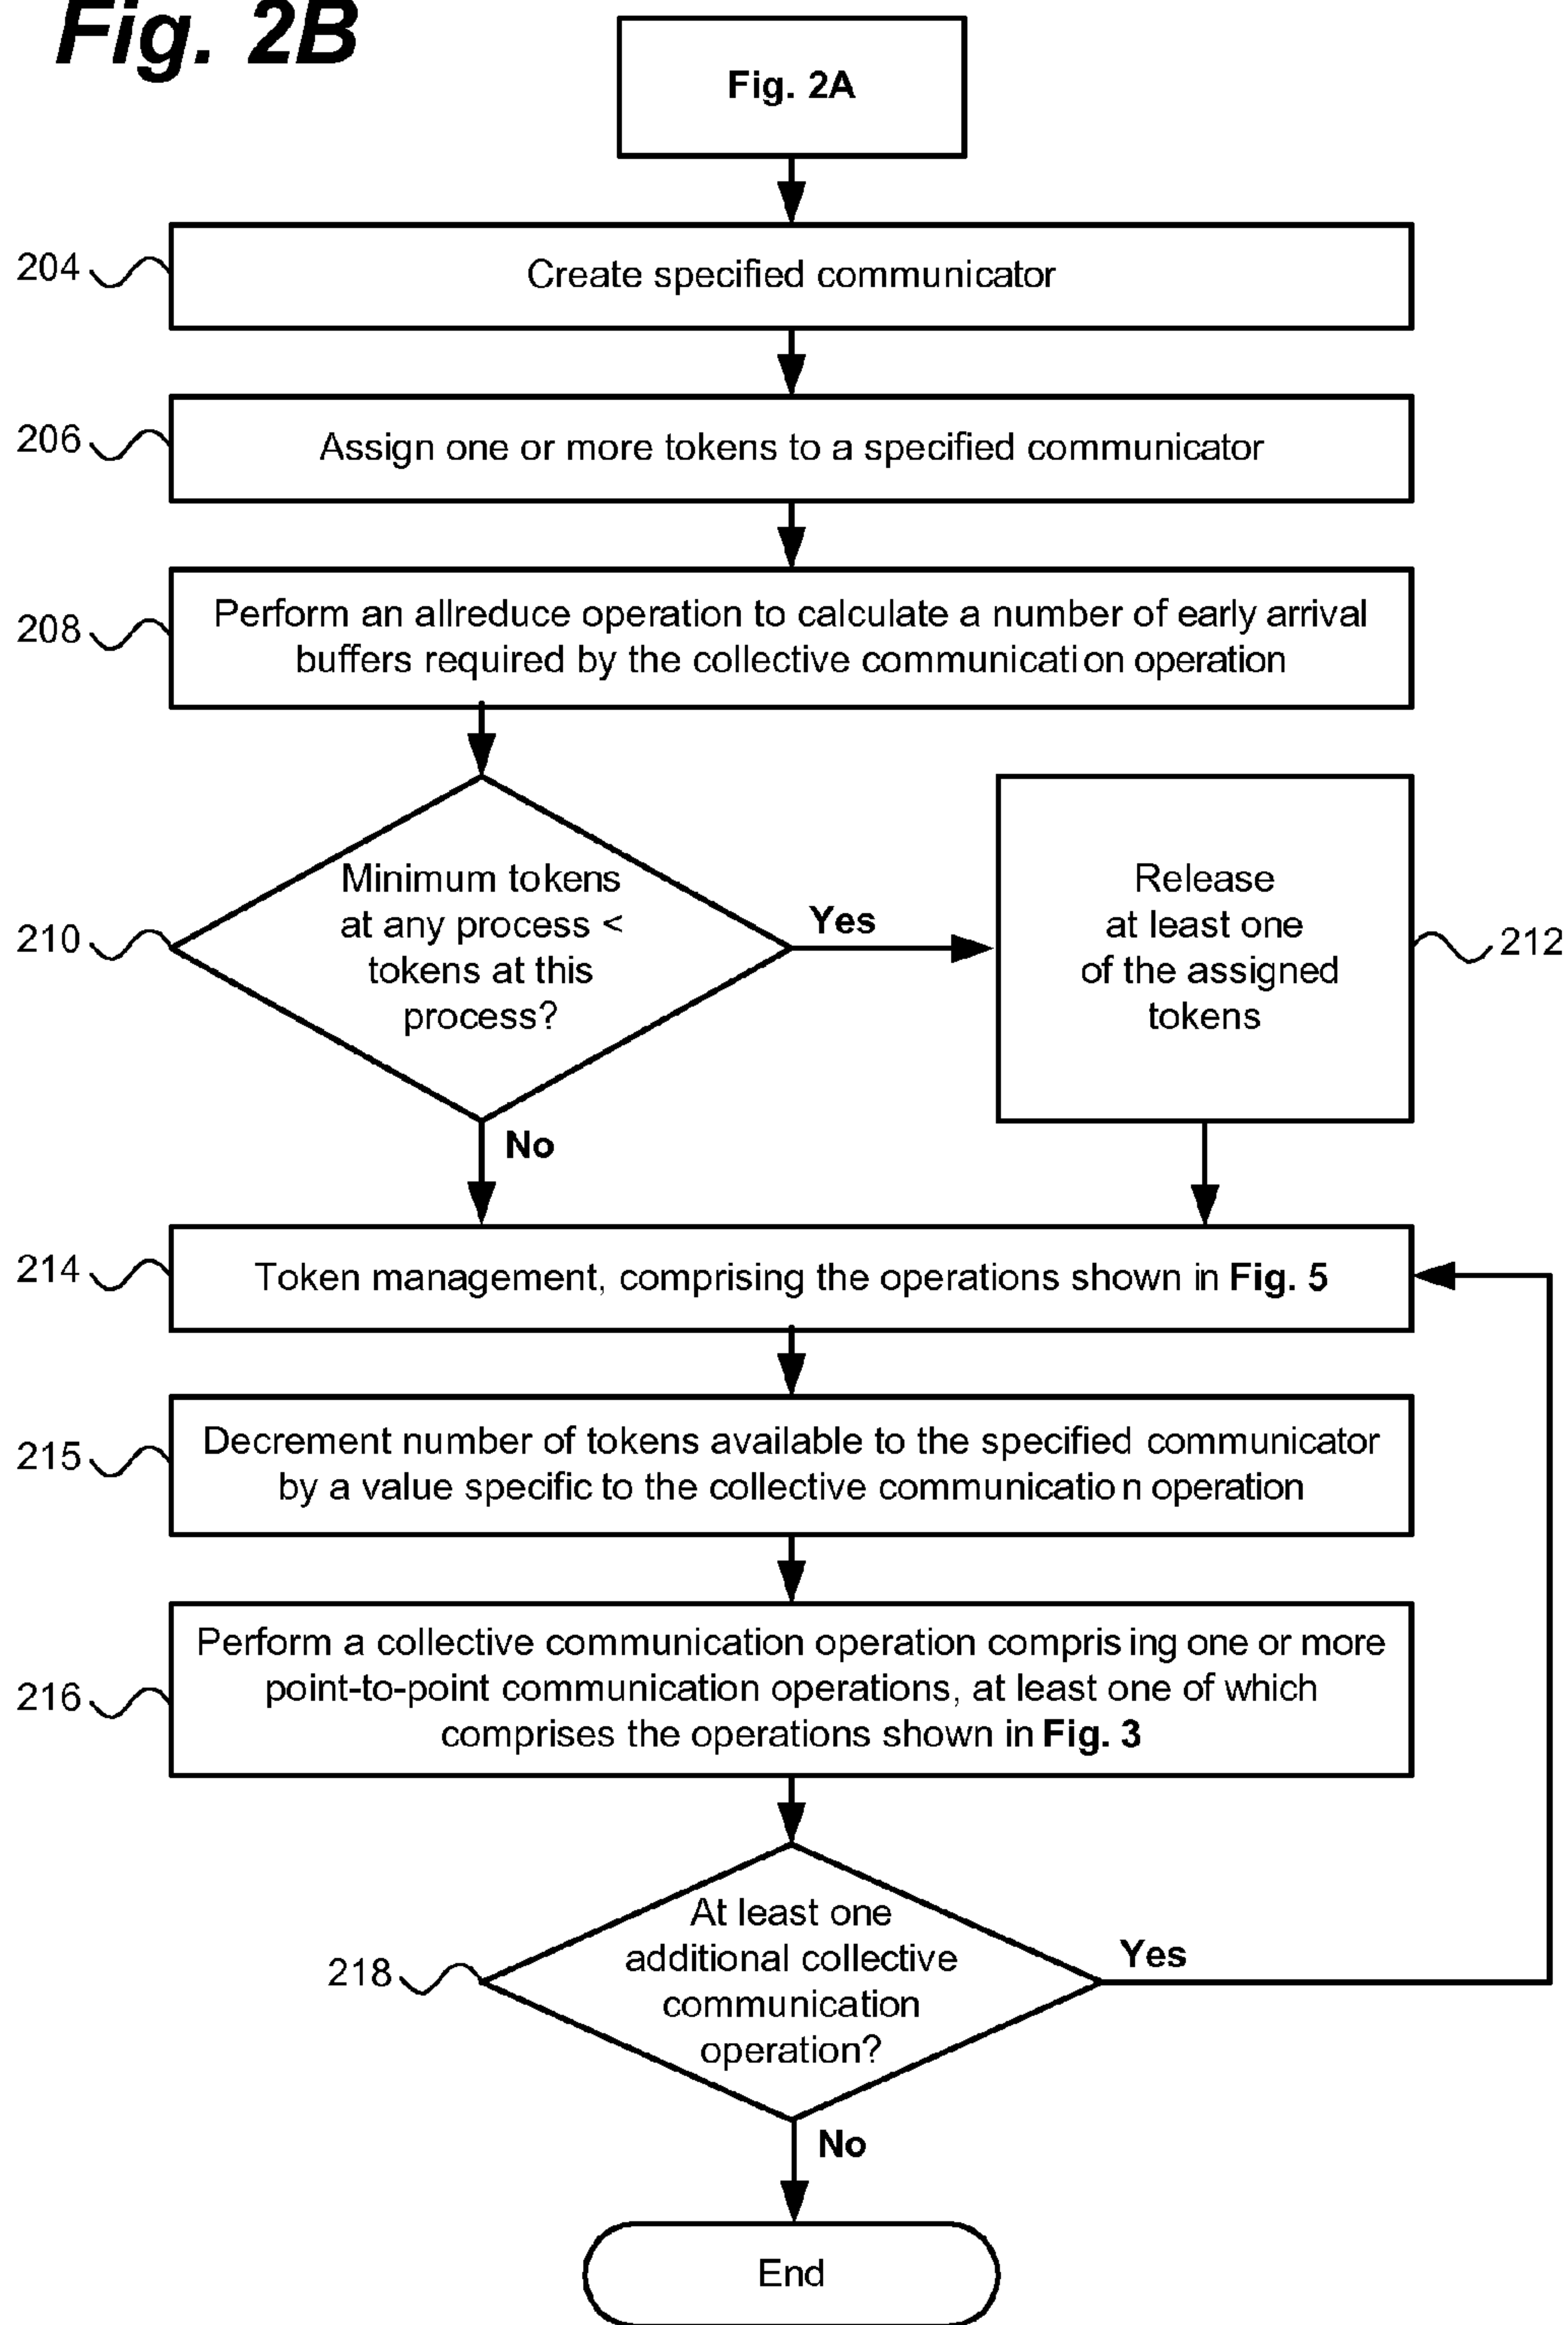 Fig. 2B
Fig. 2A
204
Create specified communicator
206
Assign one or more tokens to a specified communicator
208
Perform an allreduce operation to calculate a number of early arrival
buffers required by the collective communication operation
210
Minimum tokens
at any process <
tokens at this
process?
Yes
Release
at least one
of the assigned
tokens
212
No
214
Token management, comprising the operations shown in Fig. 5
215
Decrement number of tokens available to the specified communicator
by a value specific to the collective communication operation
216
Perform a collective communication operation comprising one or more
point-to-point communication operations, at least one of which
comprises the operations shown in Fig. 3
218
At least one
additional collective
communication
operation?
Yes
No
End